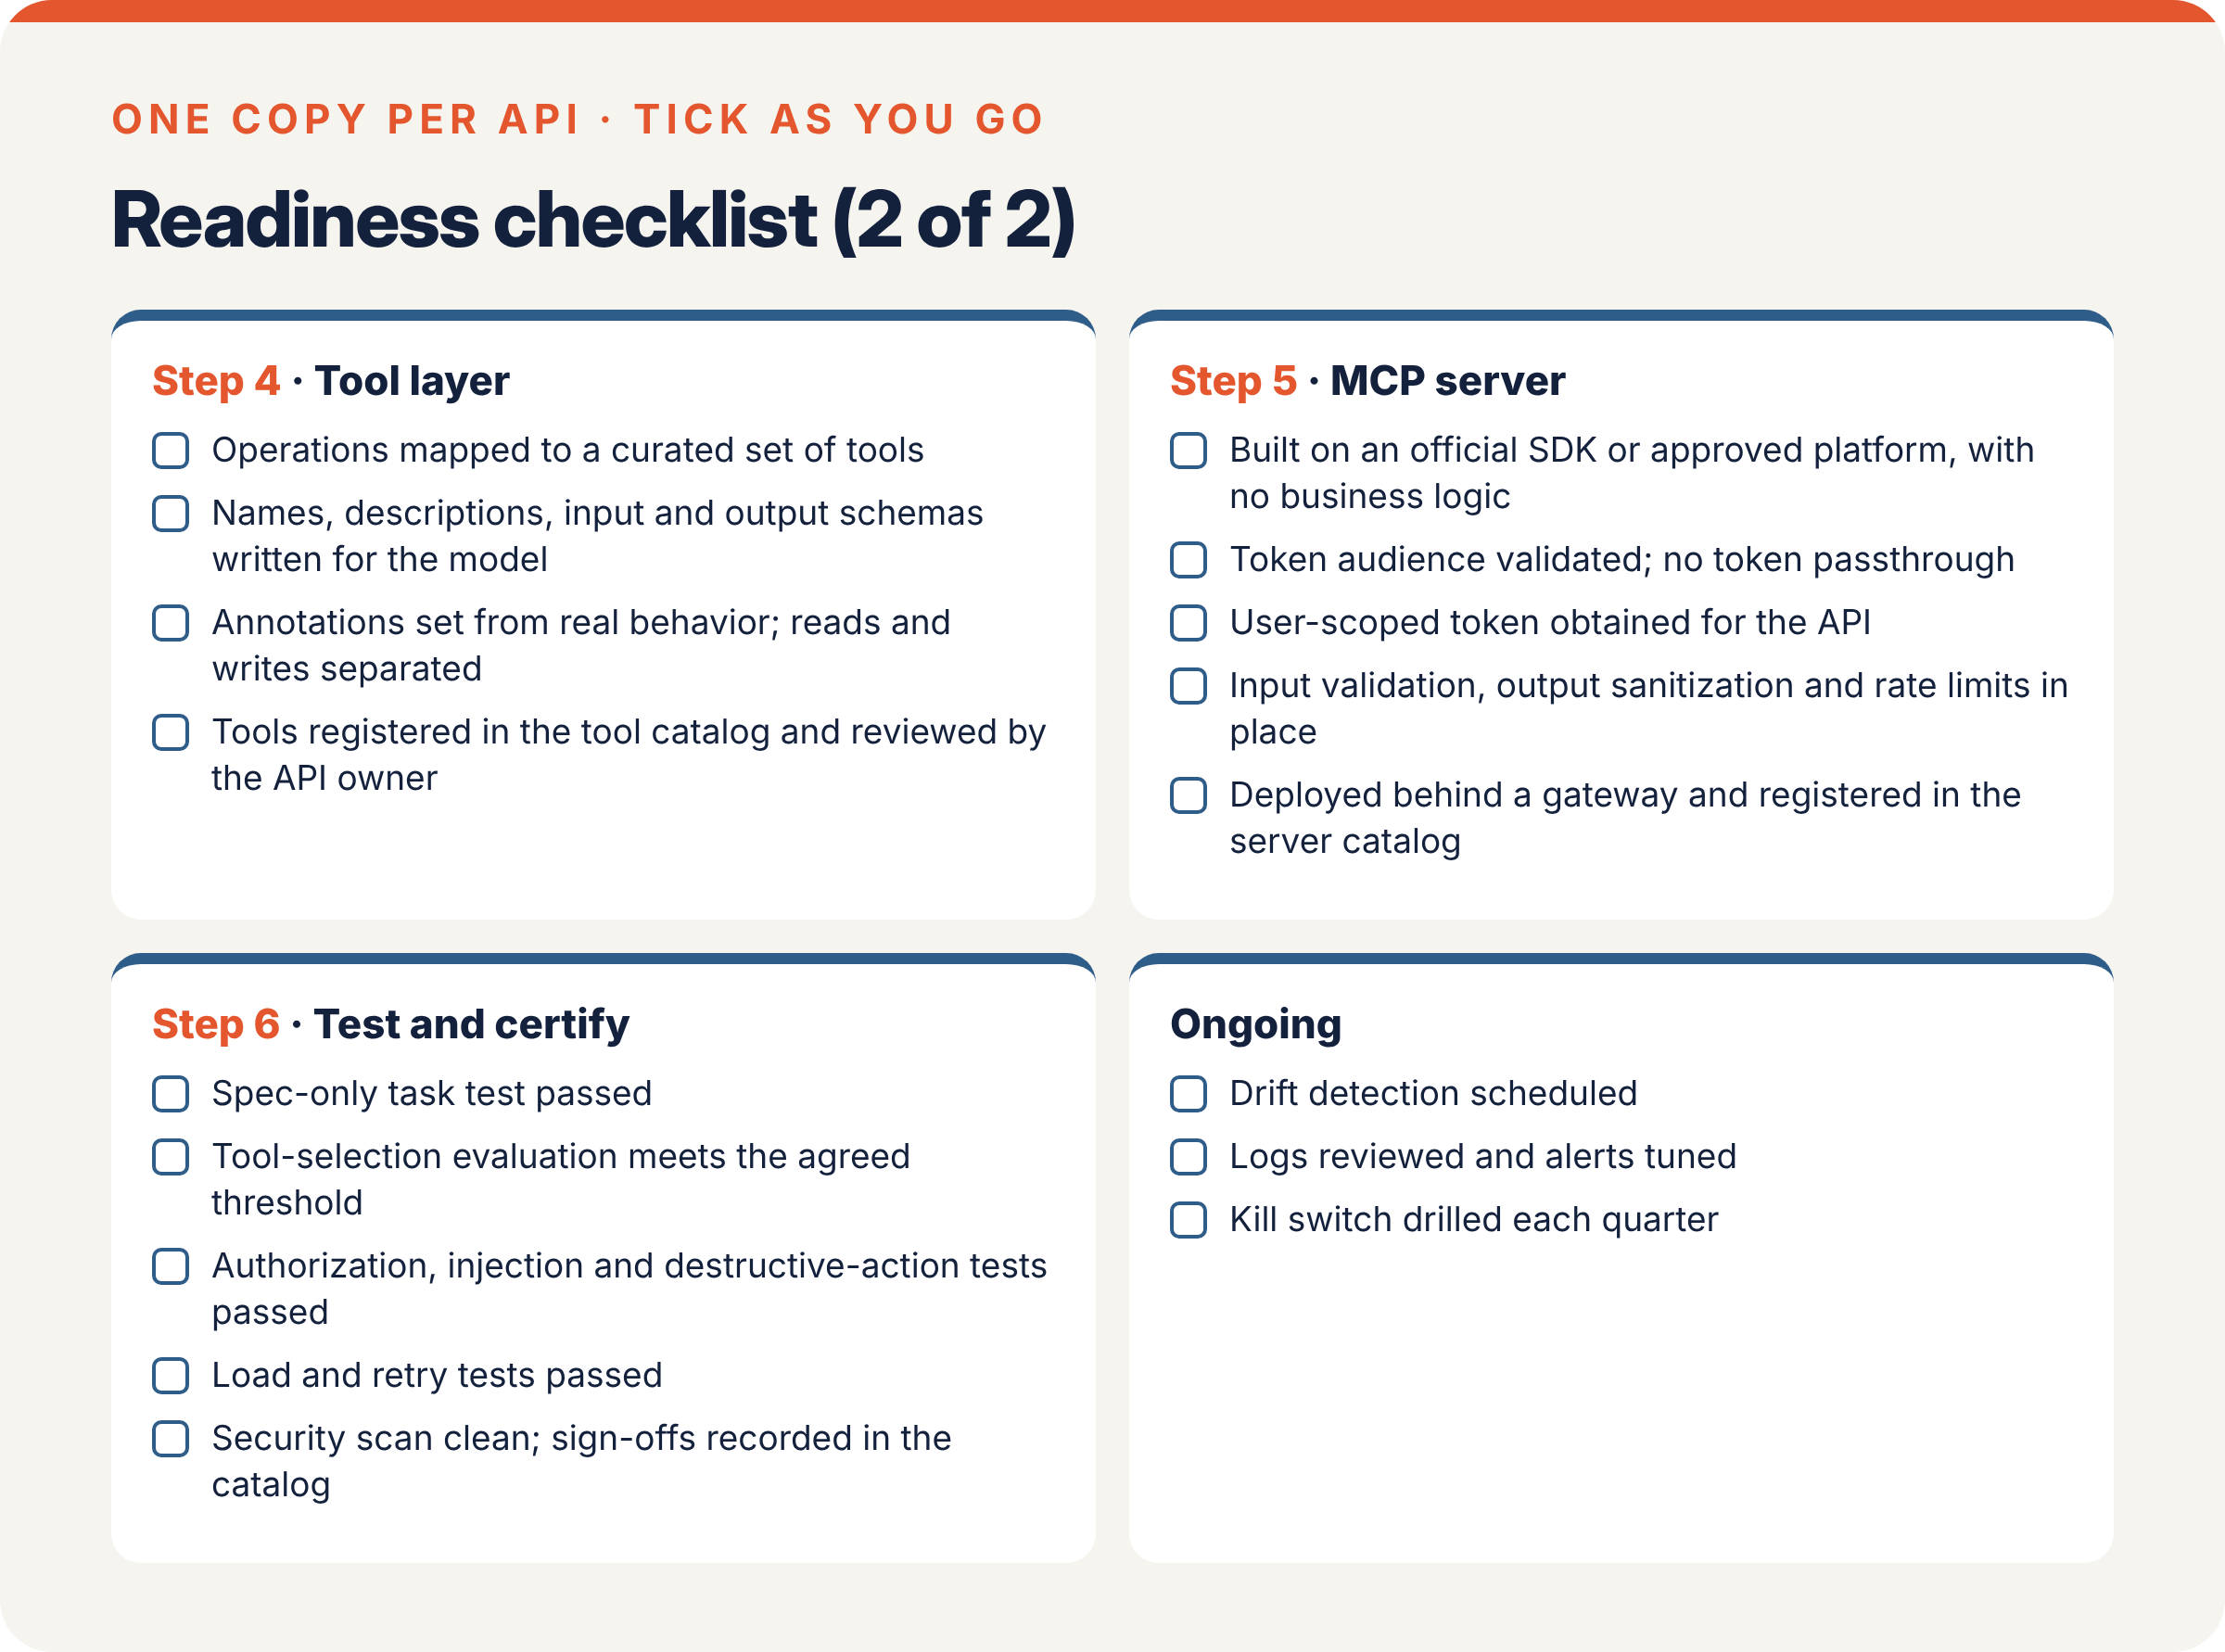 ONE COPY PER API · TICK AS YOU GO
Readiness checklist (2 of 2)
Step 4 · Tool layer
Operations mapped to a curated set of tools
Names, descriptions, input and output schemas
written for the model
Annotations set from real behavior; reads and
writes separated
Tools registered in the tool catalog and reviewed by
the API owner
Step 5 · MCP server
Built on an official SDK or approved platform, with
no business logic
Token audience validated; no token passthrough
User-scoped token obtained for the API
Input validation, output sanitization and rate limits in
place
Deployed behind a gateway and registered in the
server catalog
Step 6 · Test and certify
Spec-only task test passed
Tool-selection evaluation meets the agreed
threshold
Authorization, injection and destructive-action tests
passed
Load and retry tests passed
Security scan clean; sign-offs recorded in the
catalog
Ongoing
Drift detection scheduled
Logs reviewed and alerts tuned
Kill switch drilled each quarter